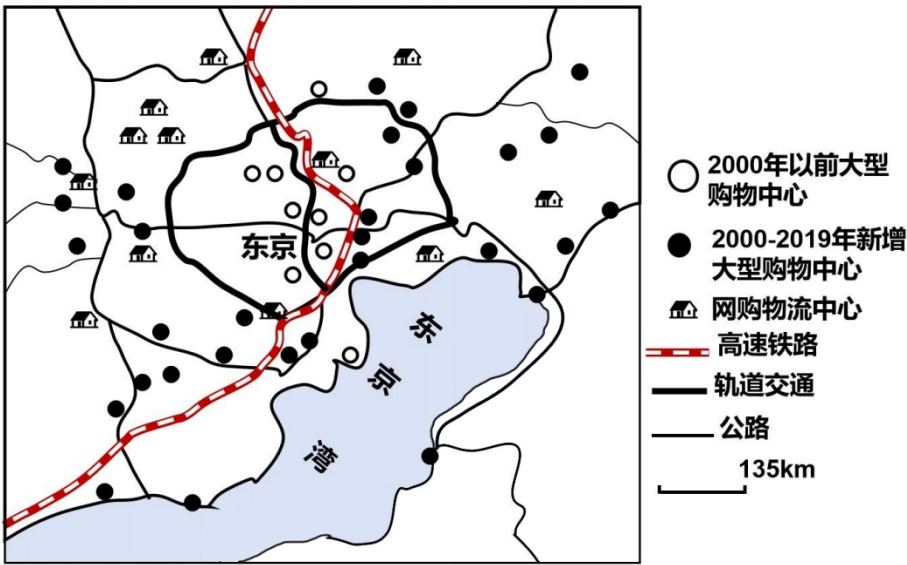 东京
东
京
湾
2000年以前大型
购物中心
2000-2019年新增
大型购物中心
网购物流中心
高速铁路
轨道交通
公路
135km